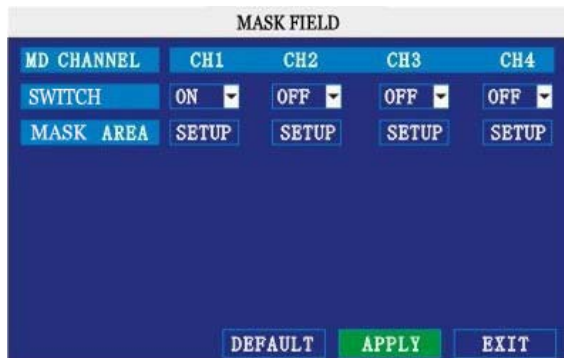 MASK FIELD
MD CHANNEL CH1 CH2 CH3 CH4
SWITCH ON OFF OFF OFF
MASK AREA SETUP SETUP SETUP SETUP
DEFAULT APPLY EXIT